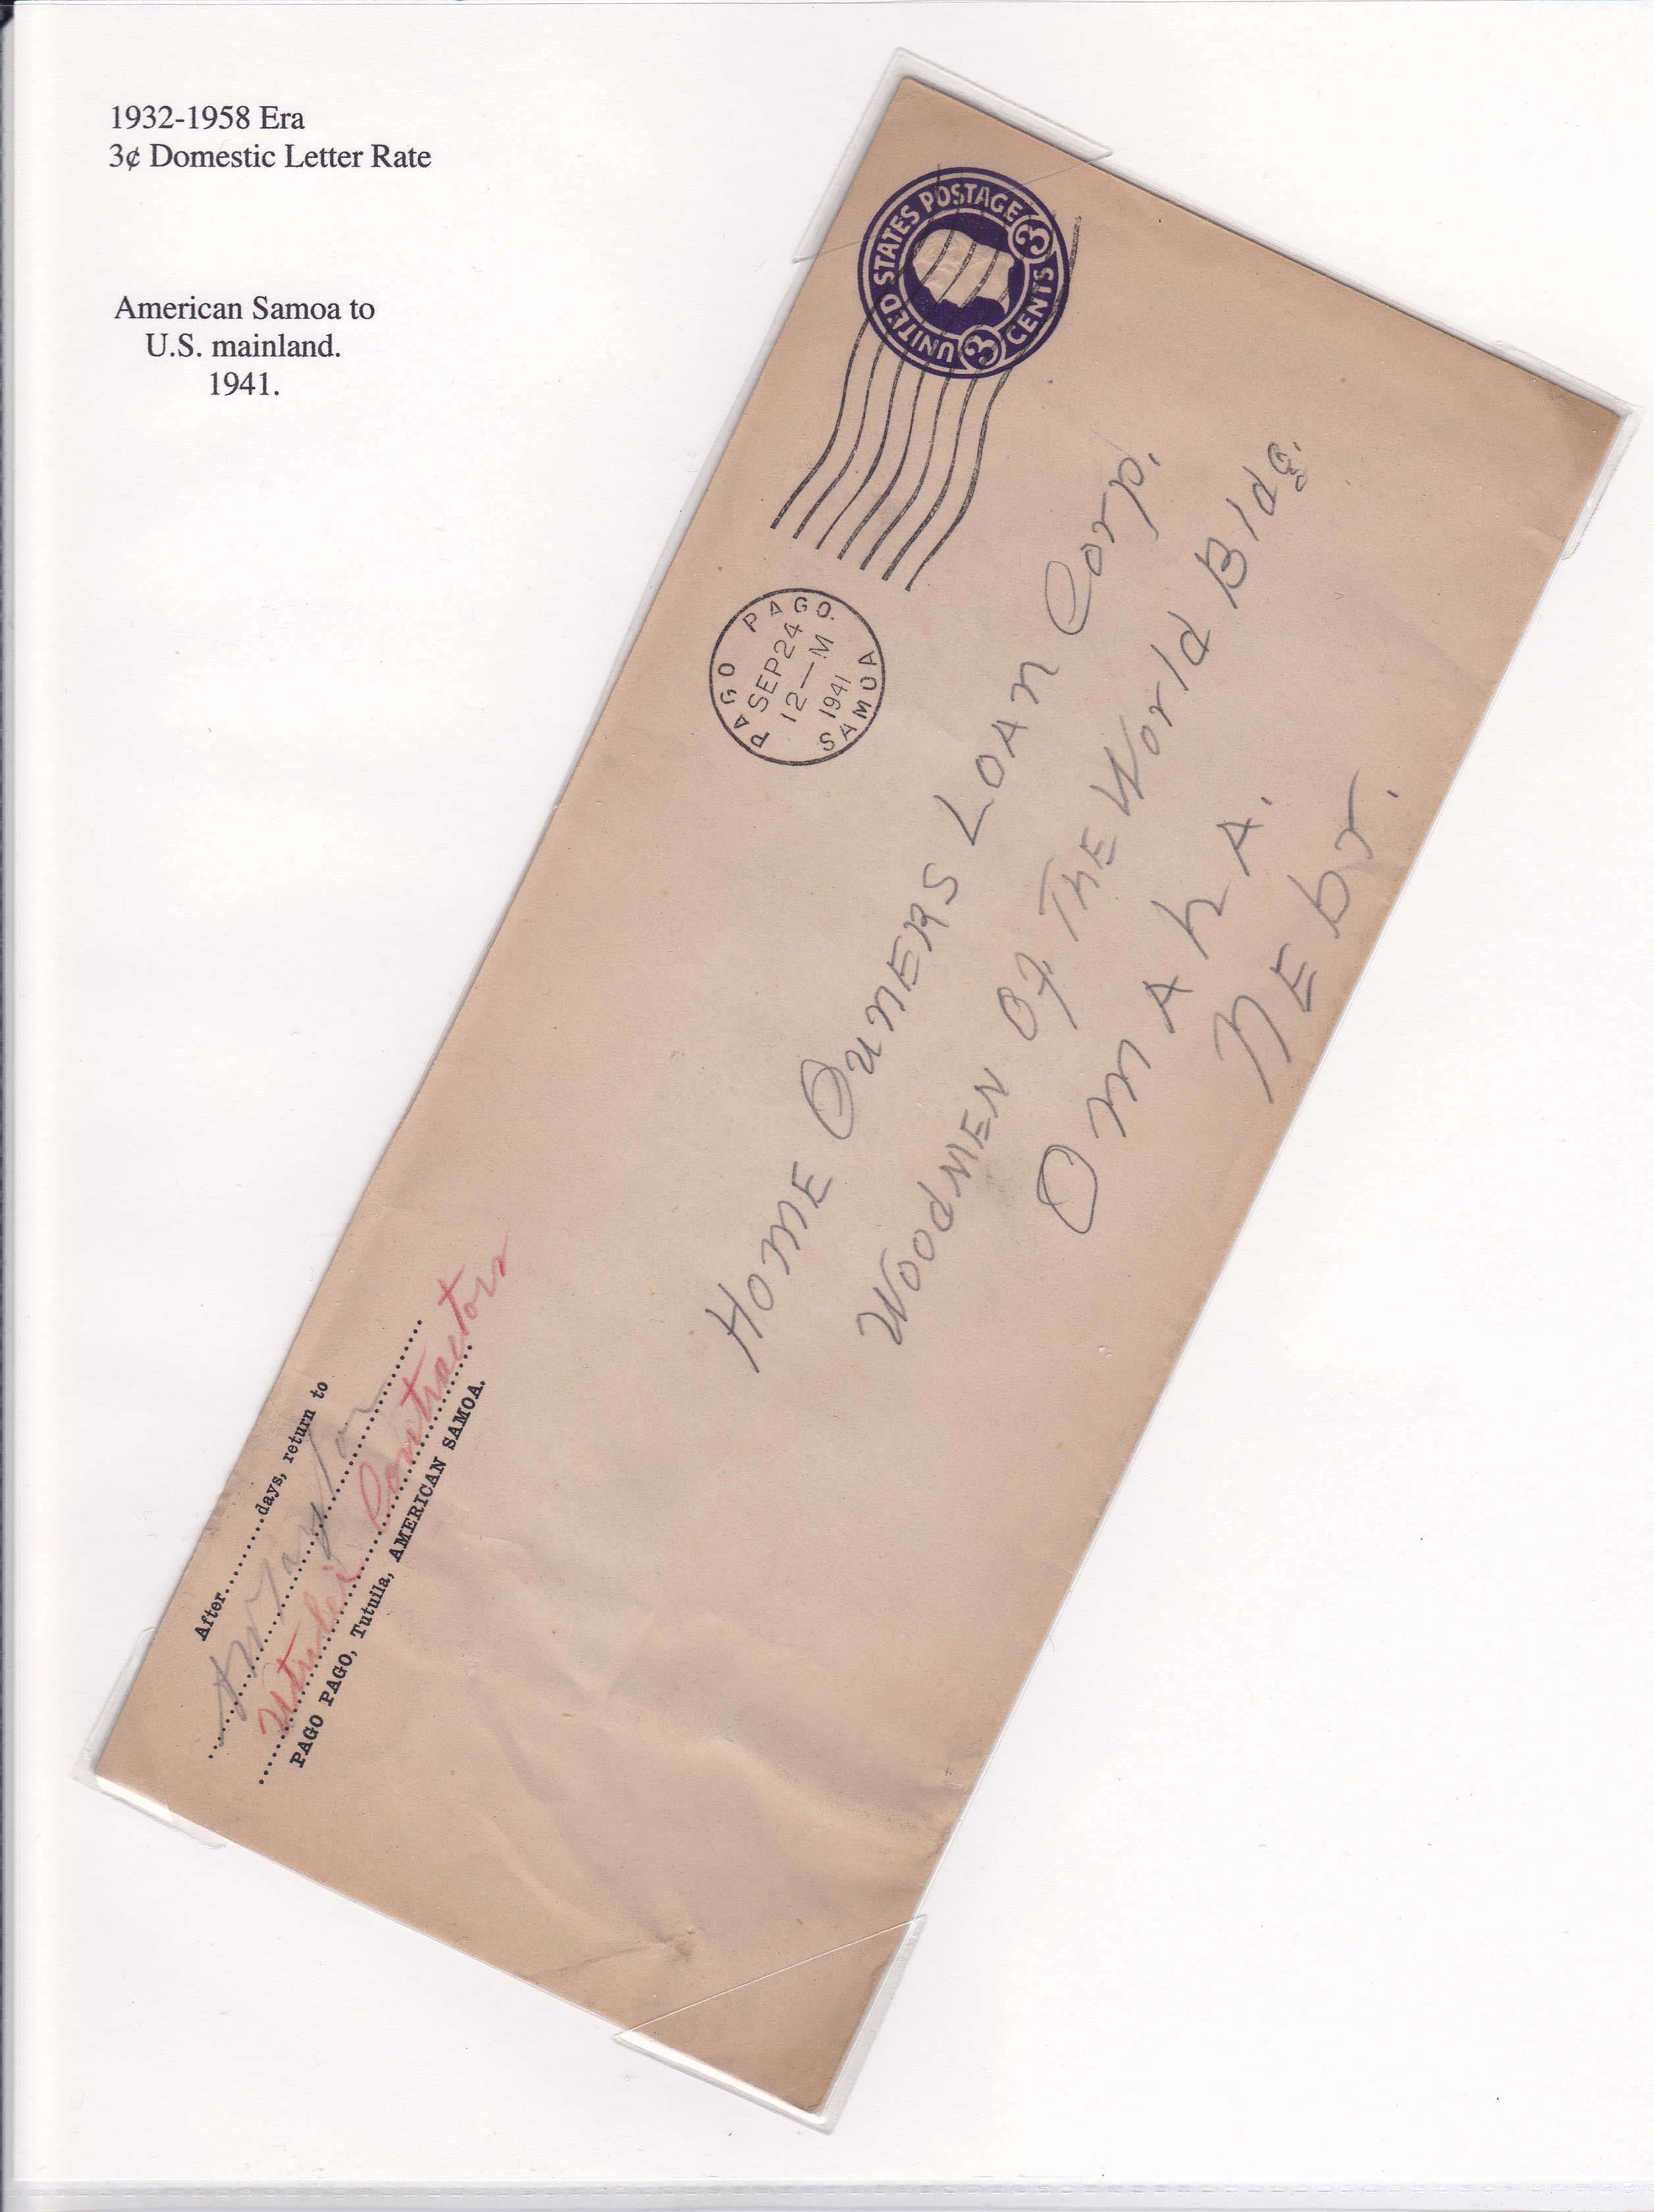 1932-1958 Era
3¢ Domestic Letter Rate
American Samoa to
U.S. mainland.
1941.
UNITED STATES POSTAGE
3 CENTS 3
PAGO PAGO.
SEP 24
12—M
1941
SAMOA
Home Owners Loan Corp.
Woodmen Of The World Bldg.
Omaha.
Nebr.
After..........days, return to
Contractors
PAGO PAGO, Tutuila, AMERICAN SAMOA.